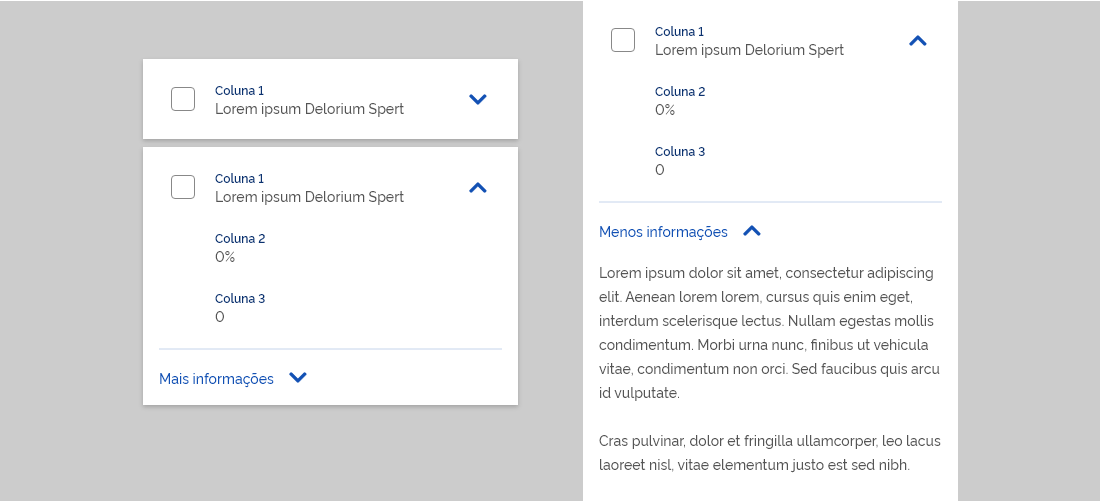 Coluna 1
Lorem ipsum Delorium Spert
Coluna 1
Lorem ipsum Delorium Spert
Coluna 2
0%
Coluna 3
0
Mais informações
Coluna 1
Lorem ipsum Delorium Spert
Coluna 2
0%
Coluna 3
0
Menos informações
Lorem ipsum dolor sit amet, consectetur adipiscing
elit. Aenean lorem lorem, cursus quis enim eget,
interdum scelerisque lectus. Nullam egestas mollis
condimentum. Morbi urna nunc, finibus ut vehicula
vitae, condimentum non orci. Sed faucibus quis arcu
id vulputate.
Cras pulvinar, dolor et fringilla ullamcorper, leo lacus
laoreet nisl, vitae elementum justo est sed nibh.